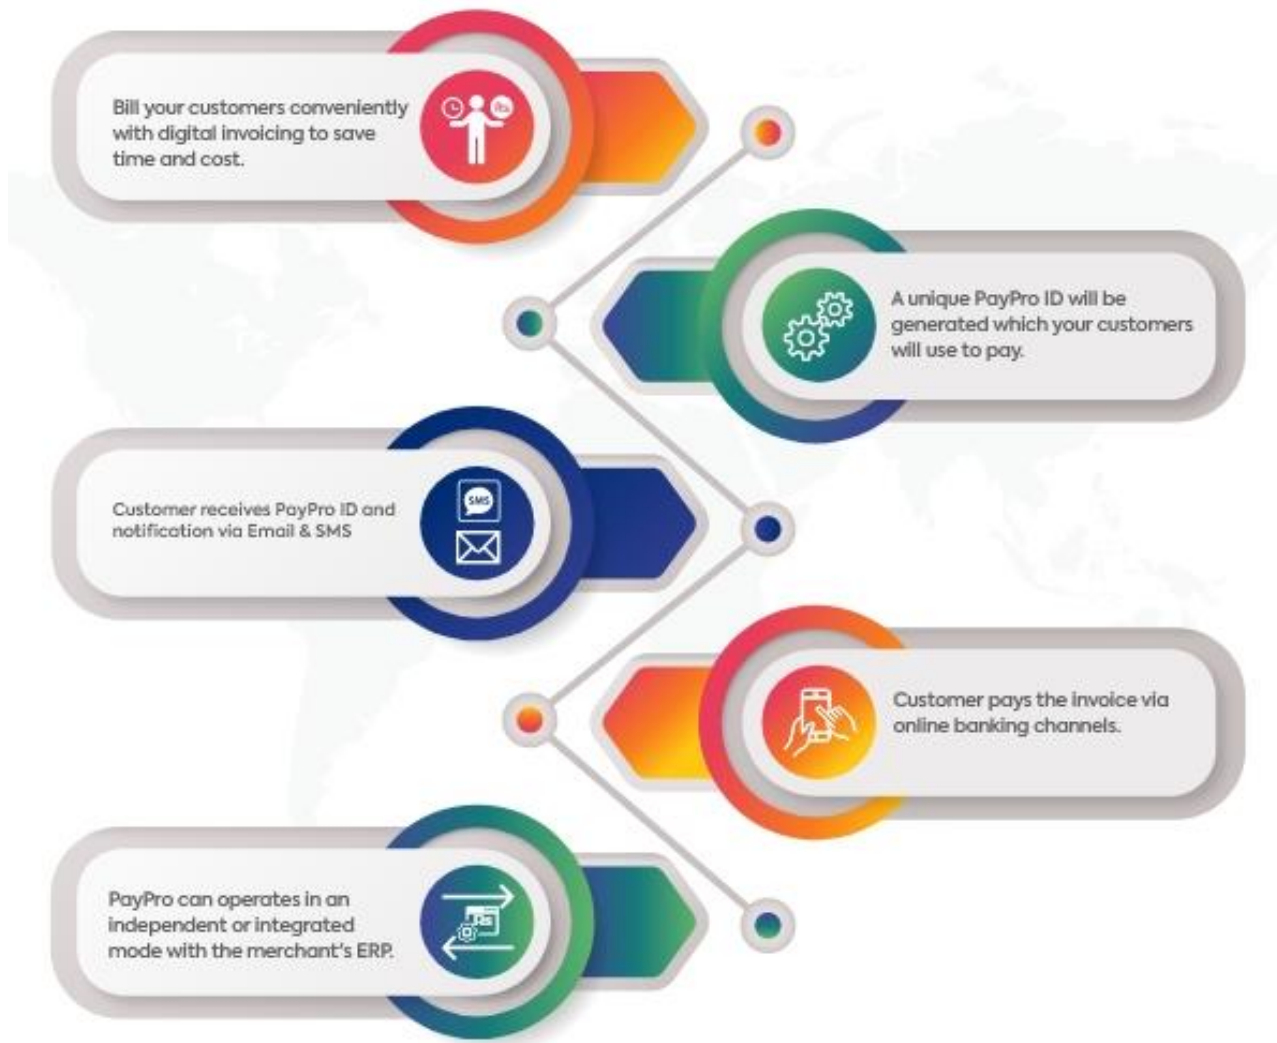 Bill your customers conveniently
with digital invoicing to save
time and cost.
A unique PayPro ID will be
generated which your customers
will use to pay.
SMS
Customer receives PayPro ID and
notification via Email & SMS
Customer pays the invoice via
online banking channels.
PayPro can operates in an
independent or integrated
mode with the merchant's ERP.
Rs